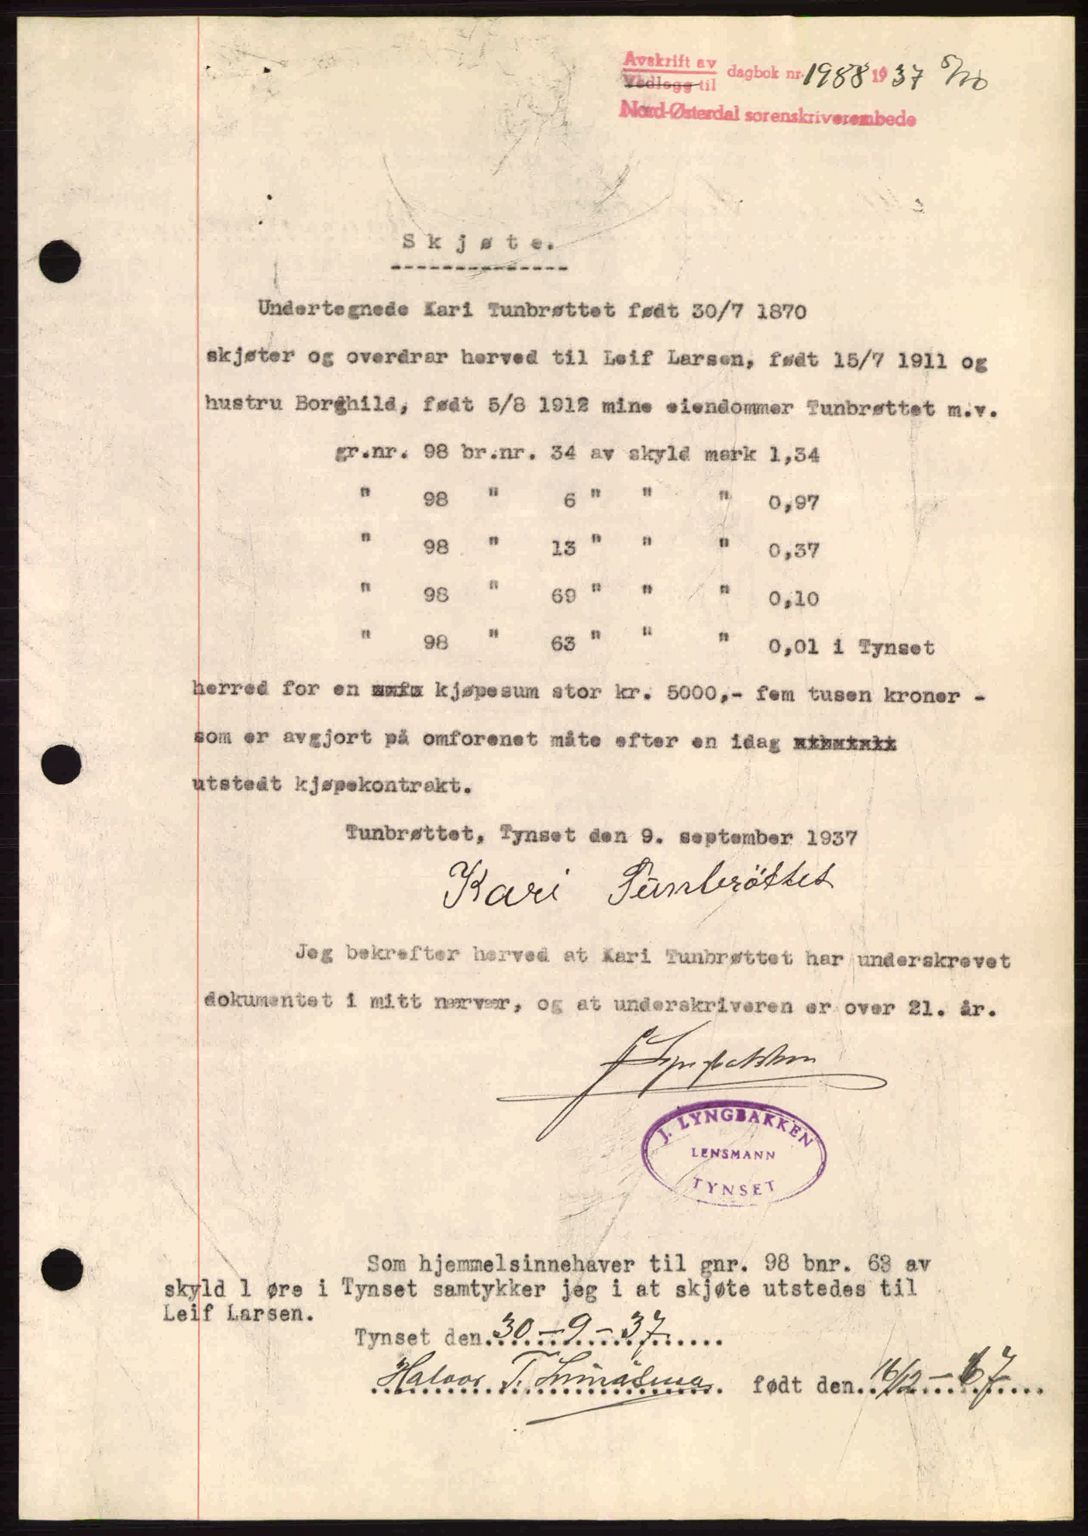 Avskrift av
Vedlegg til
dagbok nr. 1988 1937 5/10
Nord-Østerdal sorenskriverembede
Skjøte.
Undertegnede Kari Tunbrøttet født 30/7 1870
skjøter og overdrar herved til Leif Larsen, født 15/7 1911 og
hustru Borghild, født 5/8 1912 mine eiendommer Tunbrøttet m.v.
gr.nr. 98 br.nr. 34 av skyld mark 1,34
" 98 " 6 " " " 0,97
" 98 " 13 " " " 0,37
" 98 " 69 " " " 0,10
" 98 " 63 " " " 0,01 i Tynset
herred for en kjøpesum stor kr. 5000,- fem tusen kroner -
som er avgjort på omforenet måte efter en idag
utstedt kjøpekontrakt.
Tunbrøttet, Tynset den 9. september 1937
Kari Tunbrøttet
Jeg bekrefter herved at Kari Tunbrøttet har underskrevet
dokumentet i mitt nærvær, og at underskriveren er over 21. år.
J. Lyngbakken
J. LYNGBAKKEN
LENSMANN
TYNSET
Som hjemmelsinnehaver til gnr. 98 bnr. 63 av
skyld 1 øre i Tynset samtykker jeg i at skjøte utstedes til
Leif Larsen.
Tynset den 30-9-37
Halvor T. født den 16/12-67